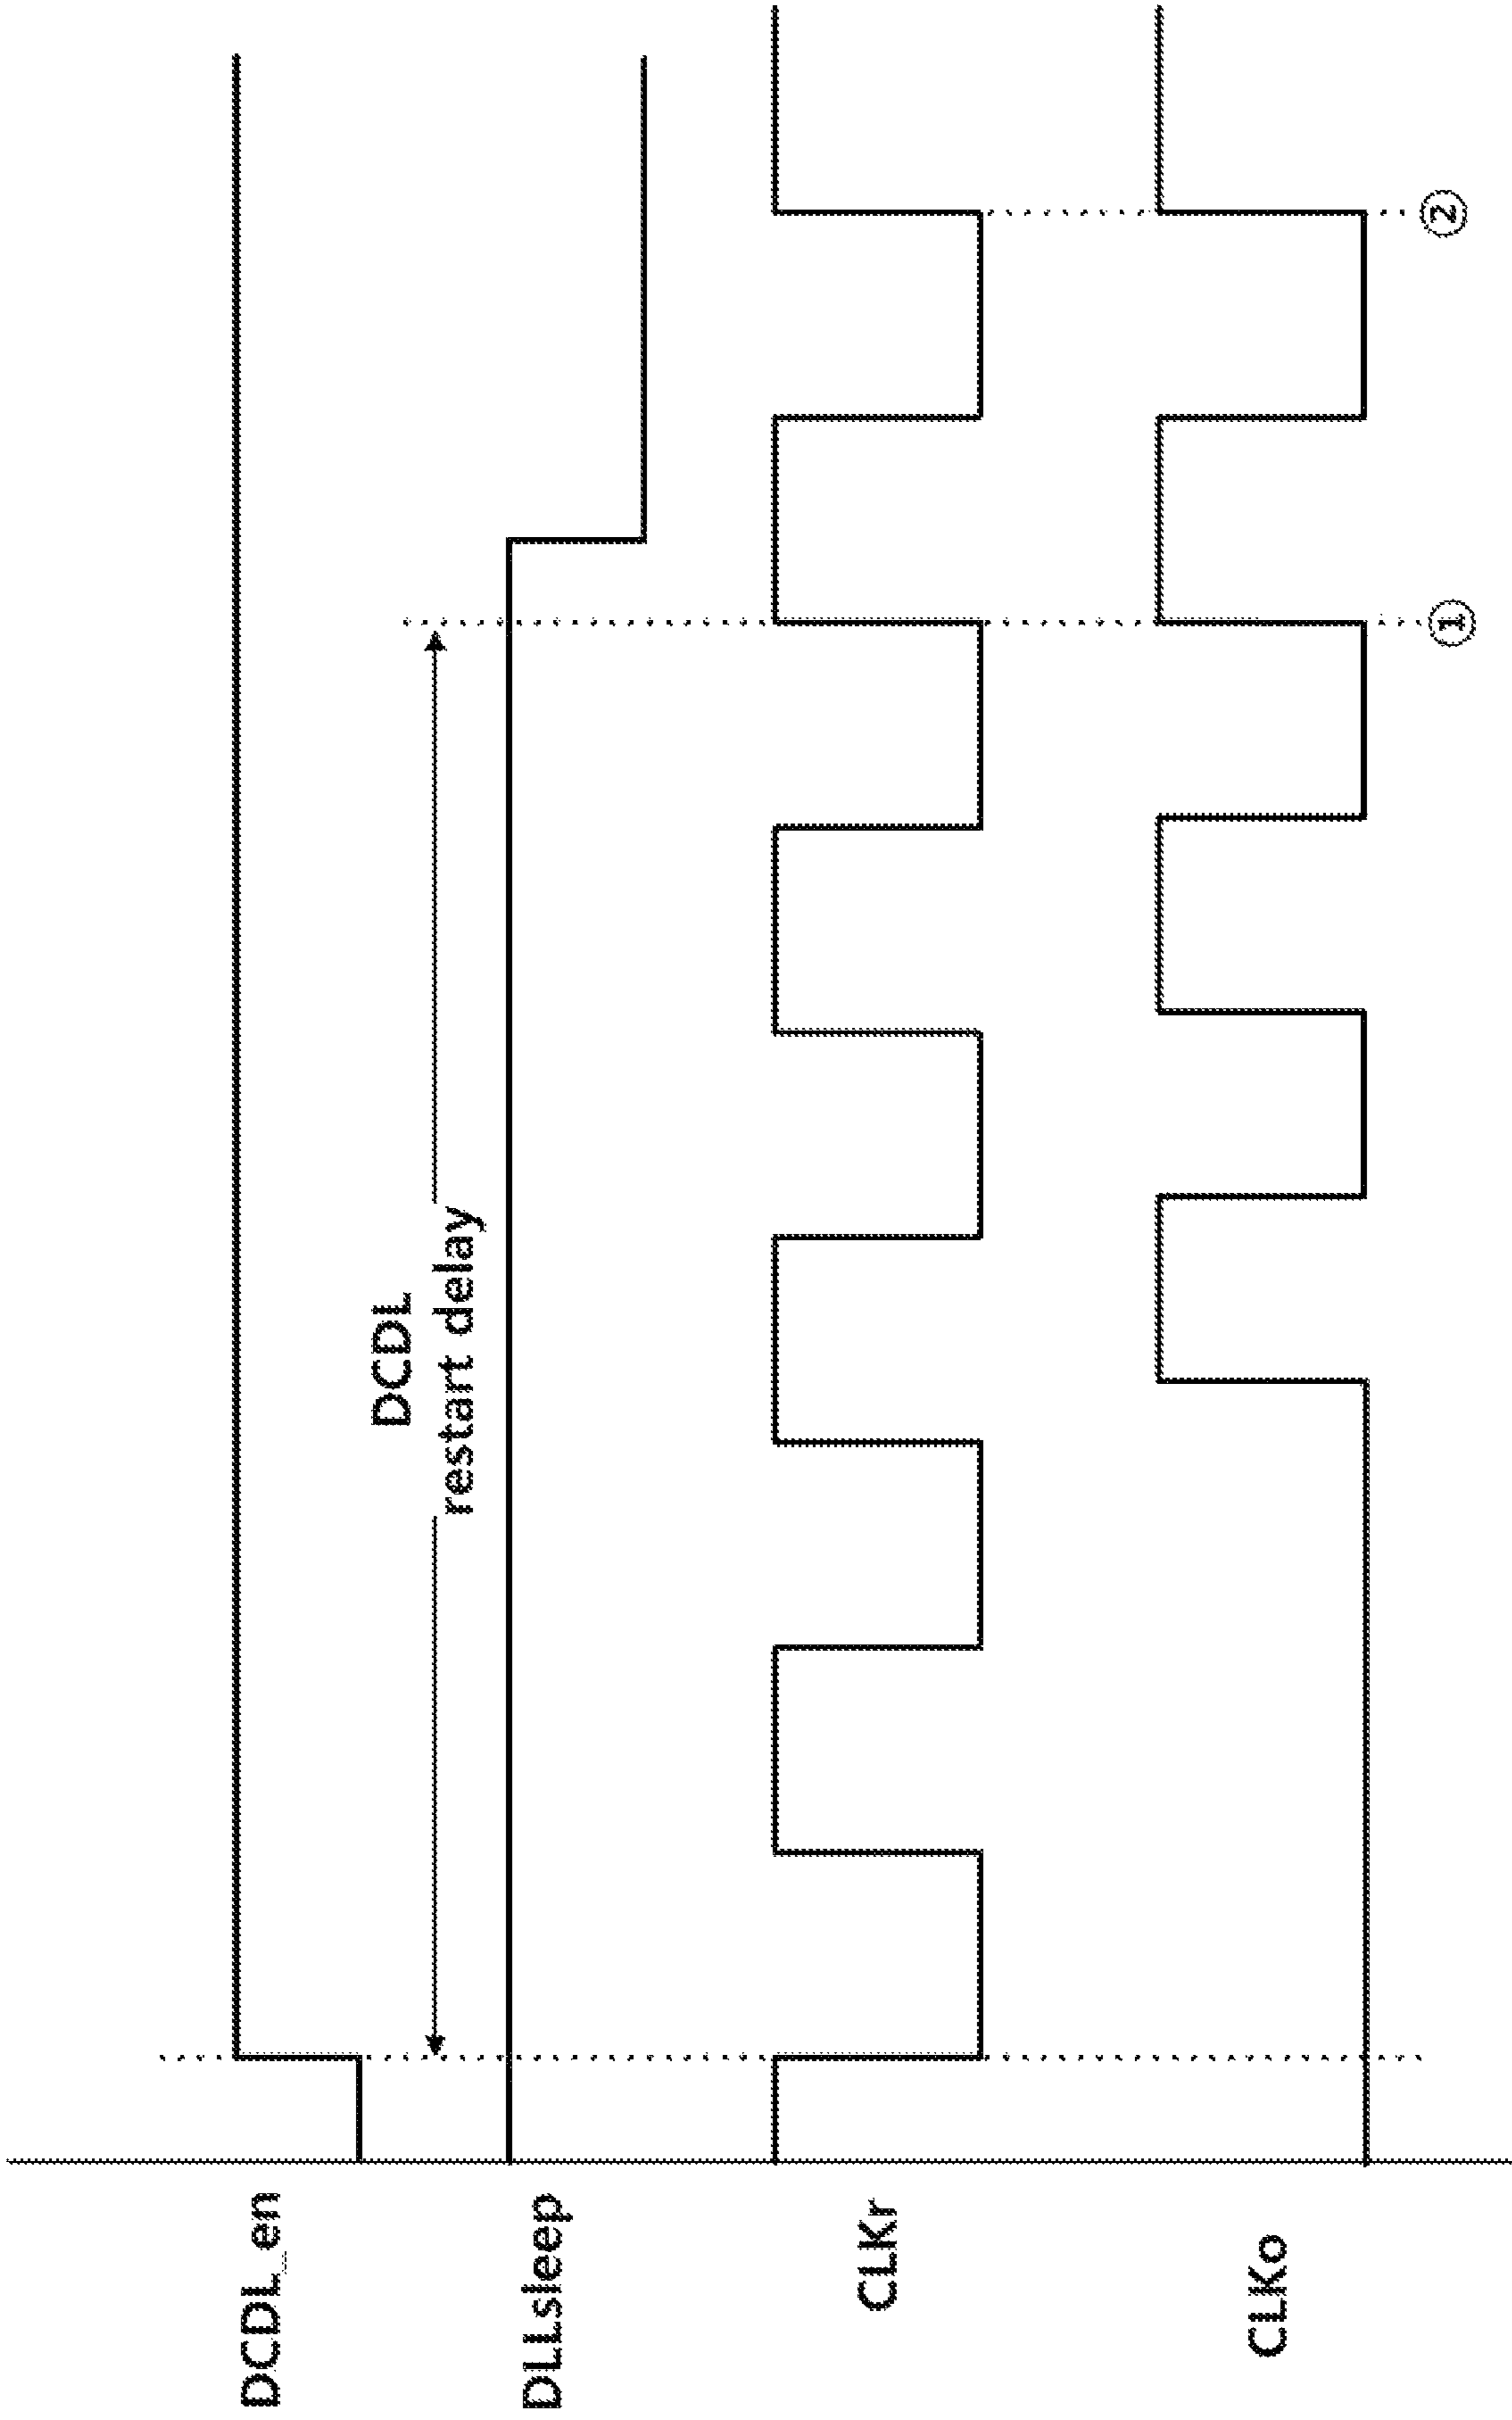 DCDL_en
DCDL
restart delay
DLLsleep
CLKr
CLKo
①
②